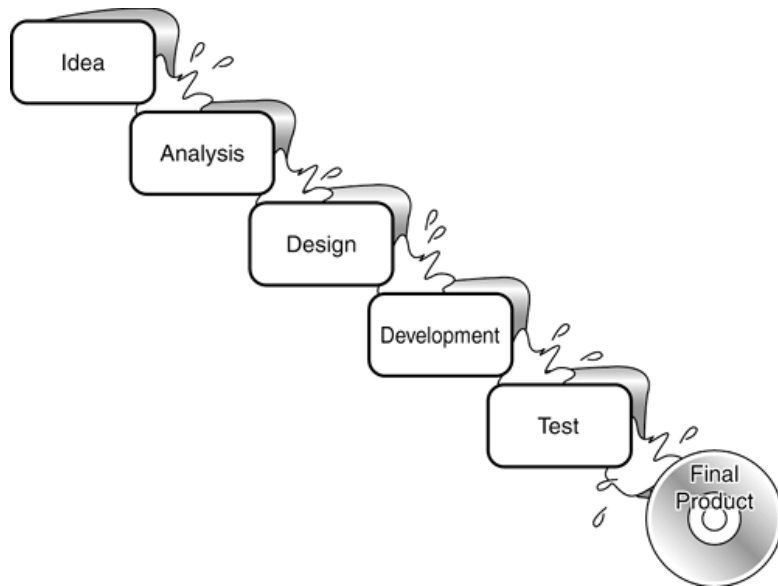 Idea
Analysis
Design
Development
Test
Final
Product